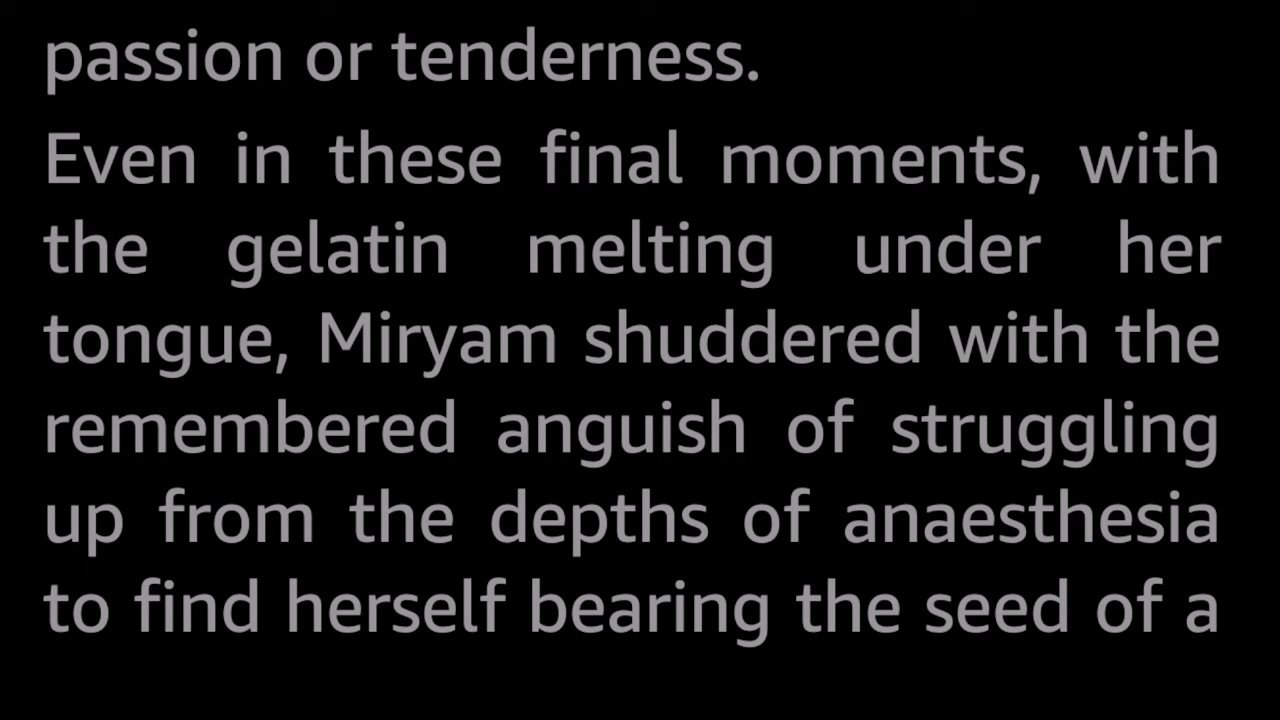 passion or tenderness.
Even in these final moments, with
the gelatin melting under her
tongue, Miryam shuddered with the
remembered anguish of struggling
up from the depths of anaesthesia
to find herself bearing the seed of a